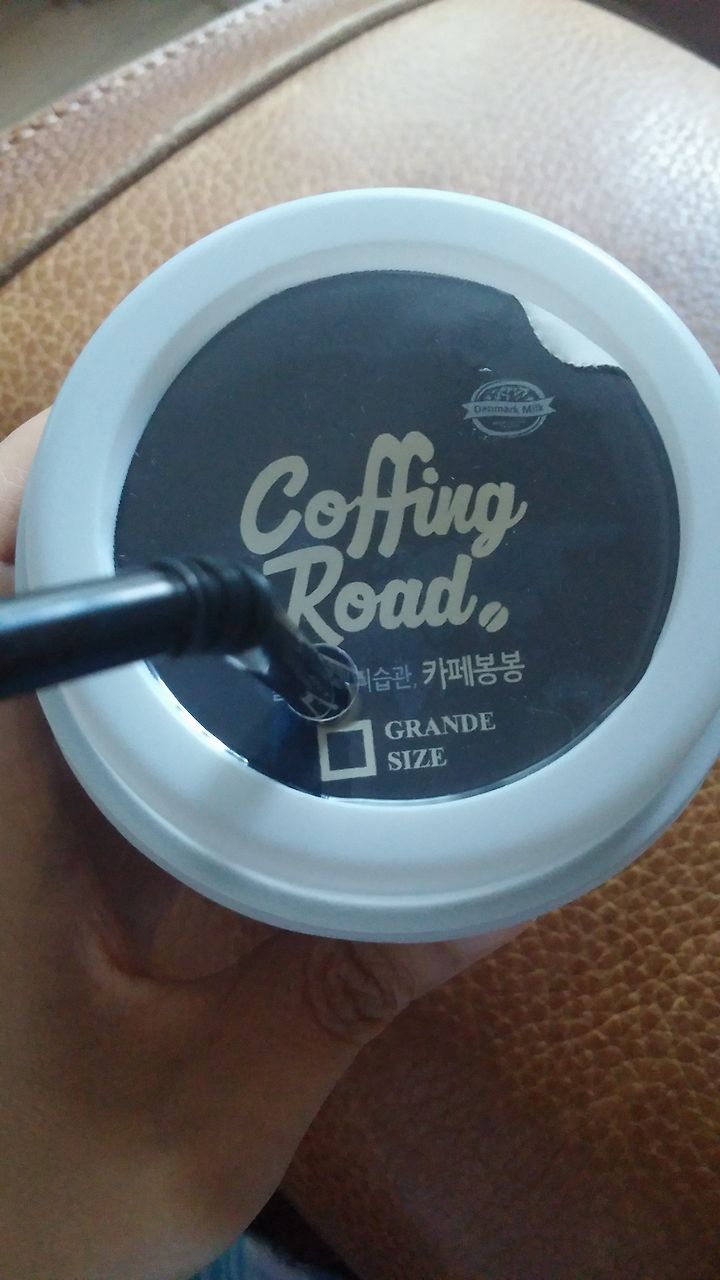 Denmark Milk
Coffing
Road
카페봉봉
GRANDE
SIZE